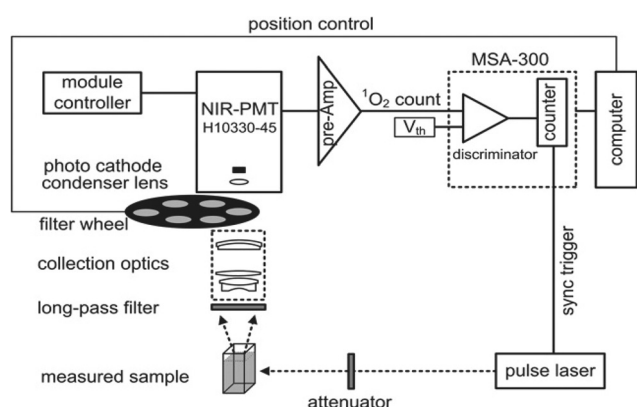 position control
MSA-300
module
controller
NIR-PMT
H10330-45
pre-Amp
¹O₂ count
Vth
discriminator
counter
computer
photo cathode
condenser lens
filter wheel
collection optics
long-pass filter
sync trigger
measured sample
attenuator
pulse laser